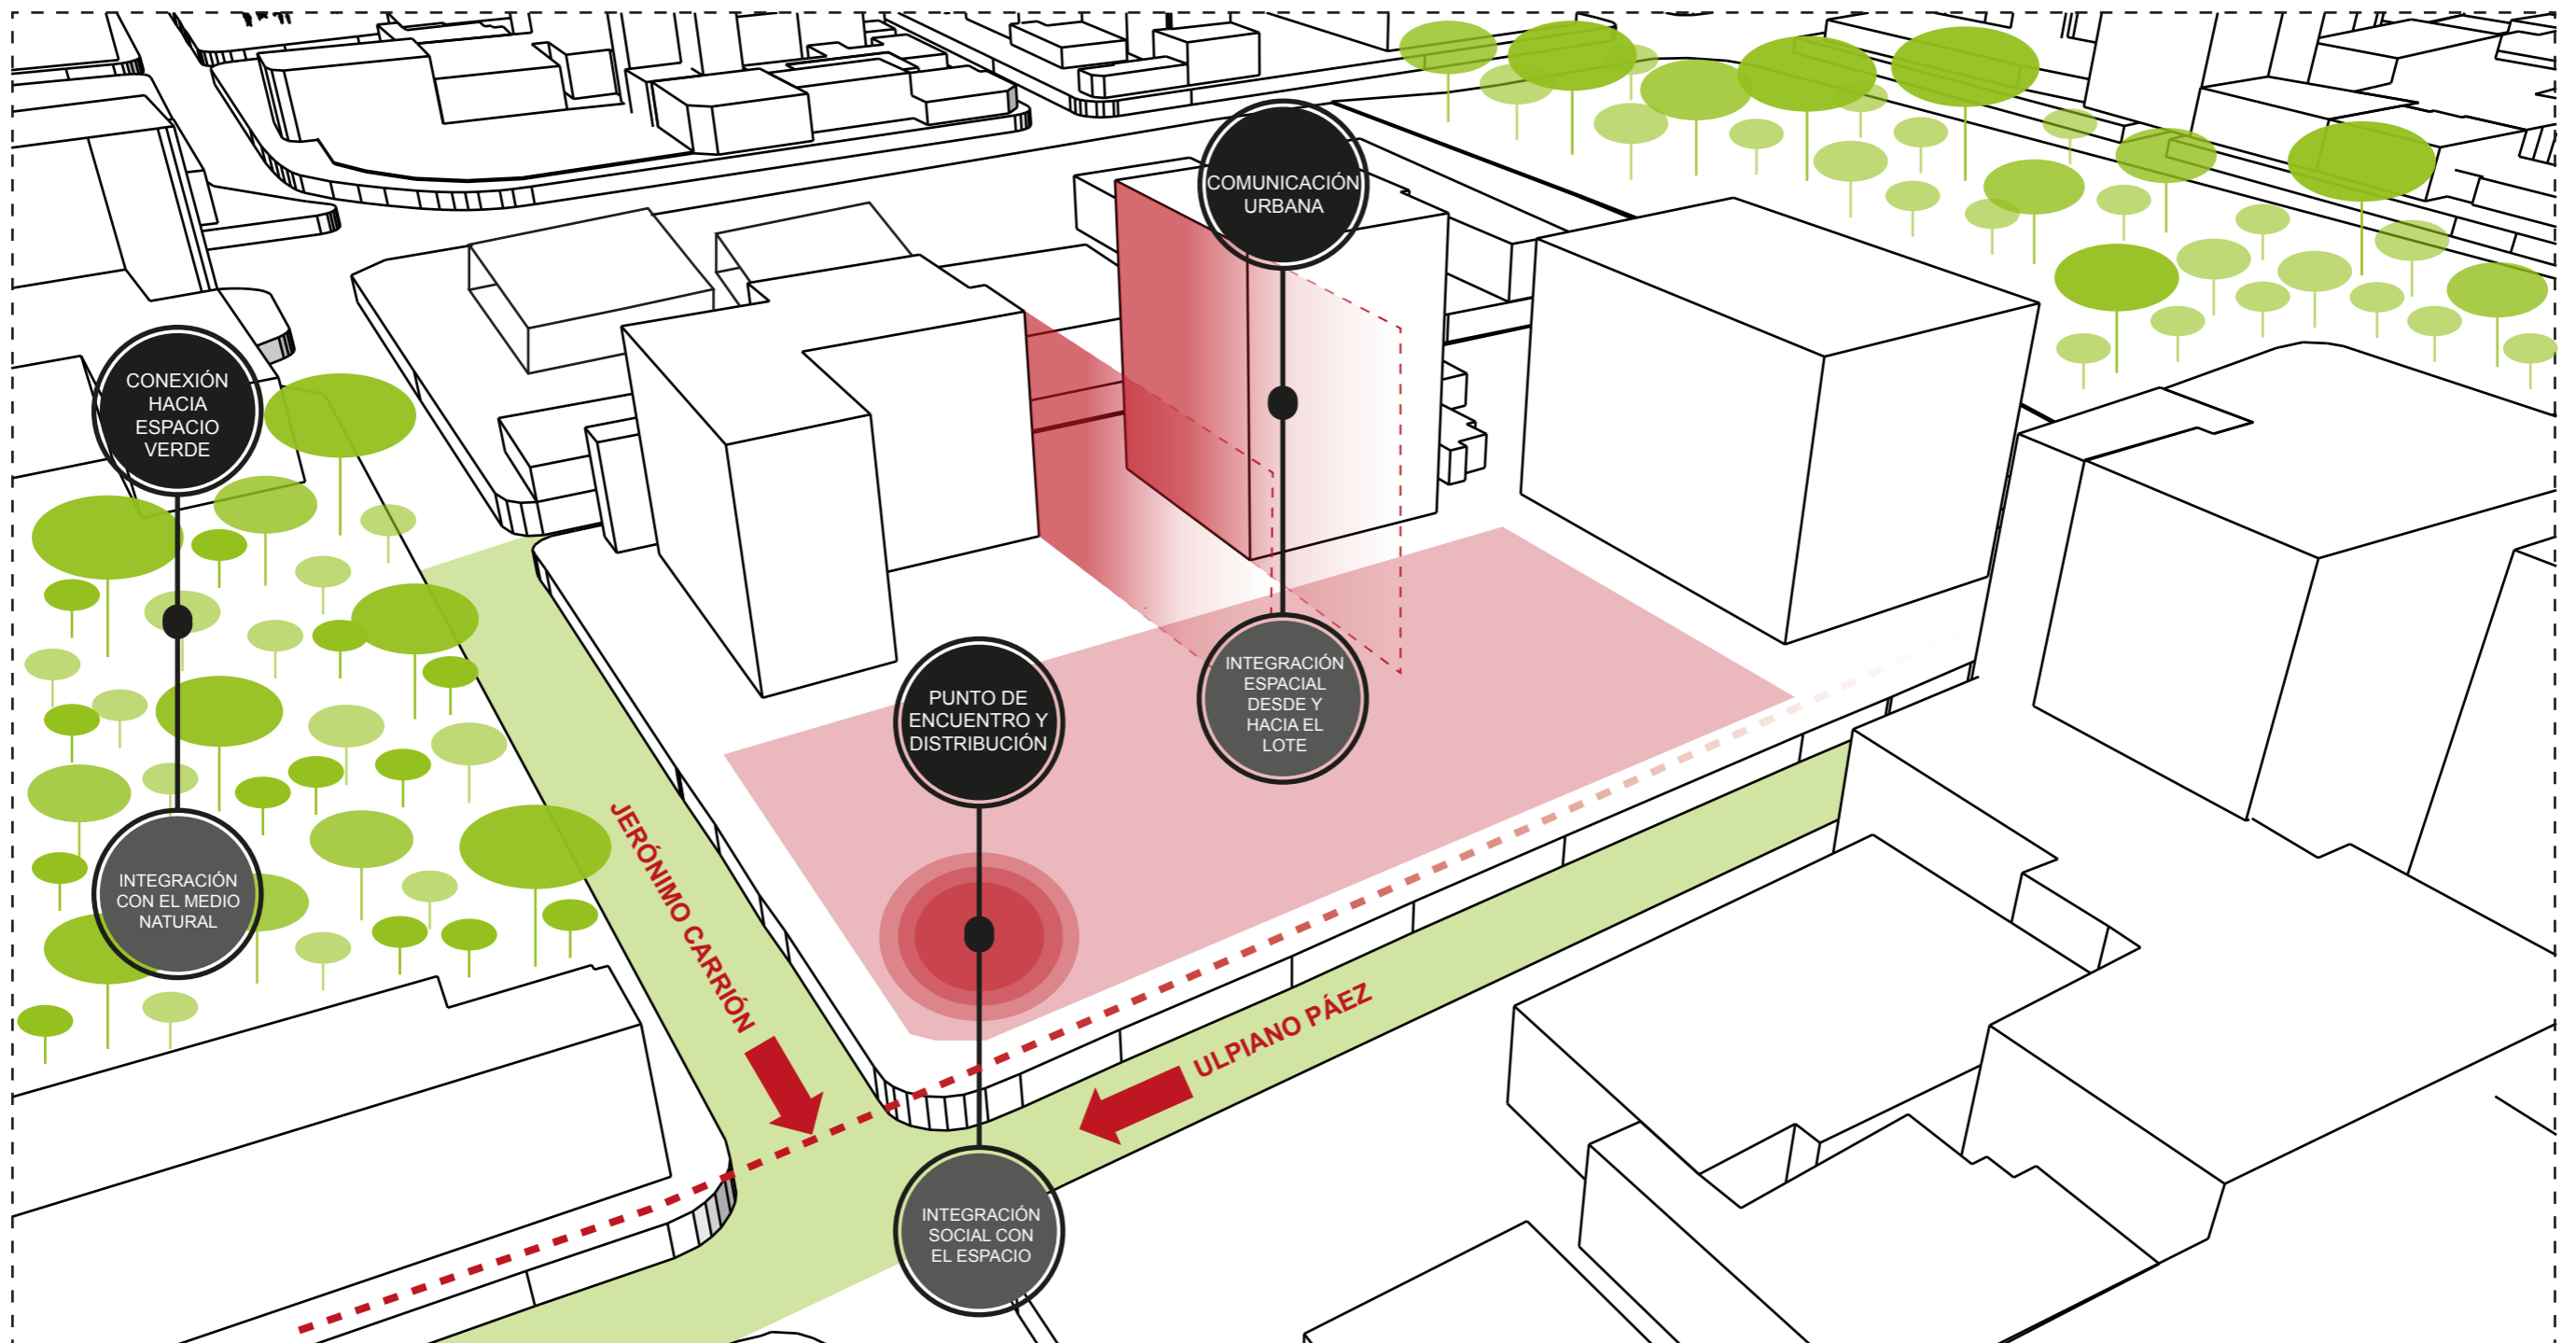 COMUNICACIÓN
URBANA
CONEXIÓN
HACIA
ESPACIO
VERDE
INTEGRACIÓN
ESPACIAL
DESDE Y
HACIA EL
LOTE
PUNTO DE
ENCUENTRO Y
DISTRIBUCIÓN
JERÓNIMO CARRIÓN
INTEGRACIÓN
CON EL MEDIO
NATURAL
ULPIANO PÁEZ
INTEGRACIÓN
SOCIAL CON
EL ESPACIO